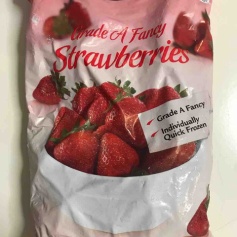 Grade A Fancy
Strawberries
✓ Grade A Fancy
✓ Individually
Quick Frozen